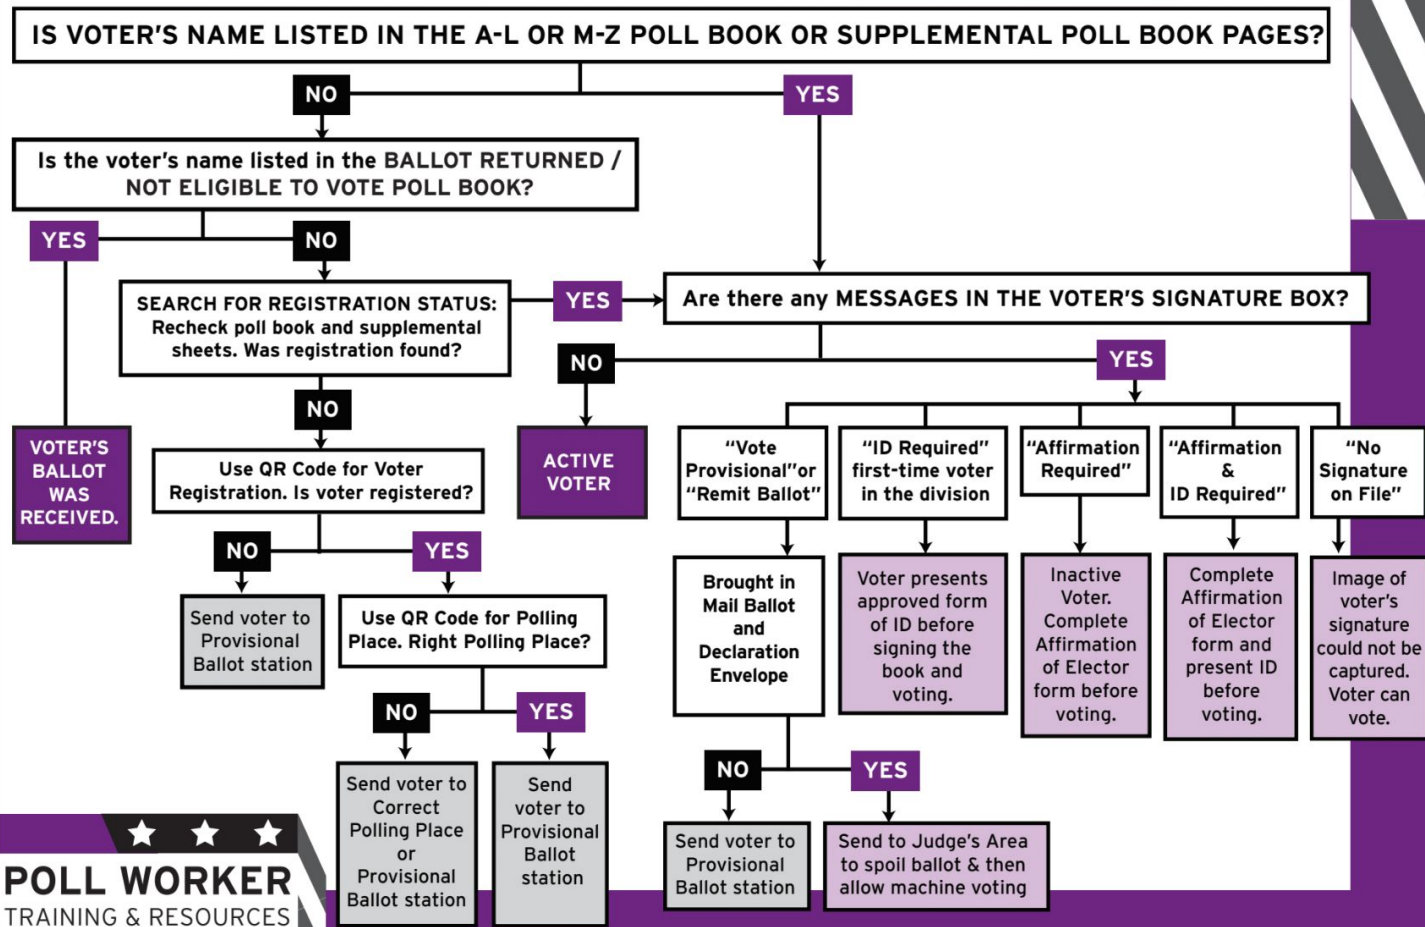 IS VOTER'S NAME LISTED IN THE A-L OR M-Z POLL BOOK OR SUPPLEMENTAL POLL BOOK PAGES?
NO
YES
Is the voter's name listed in the BALLOT RETURNED /
NOT ELIGIBLE TO VOTE POLL BOOK?
YES
NO
SEARCH FOR REGISTRATION STATUS:
Recheck poll book and supplemental
sheets. Was registration found?
YES
Are there any MESSAGES IN THE VOTER'S SIGNATURE BOX?
NO
YES
NO
VOTER'S
BALLOT
WAS
RECEIVED.
Use QR Code for Voter
Registration. Is voter registered?
ACTIVE
VOTER
"Vote
Provisional"or
"Remit Ballot"
"ID Required"
first-time voter
in the division
"Affirmation
Required"
"Affirmation
&
ID Required"
"No
Signature
on File"
NO
YES
Send voter to
Provisional
Ballot station
Use QR Code for Polling
Place. Right Polling Place?
Brought in
Mail Ballot
and
Declaration
Envelope
Voter presents
approved form
of ID before
signing the
book and
voting.
Inactive
Voter.
Complete
Affirmation
of Elector
form before
voting.
Complete
Affirmation
of Elector
form and
present ID
before
voting.
Image of
voter's
signature
could not be
captured.
Voter can
vote.
NO
YES
Send voter to
Correct
Polling Place
or
Provisional
Ballot station
Send
voter to
Provisional
Ballot
station
NO
YES
Send voter to
Provisional
Ballot station
Send to Judge's Area
to spoil ballot & then
allow machine voting
POLL WORKER
TRAINING & RESOURCES